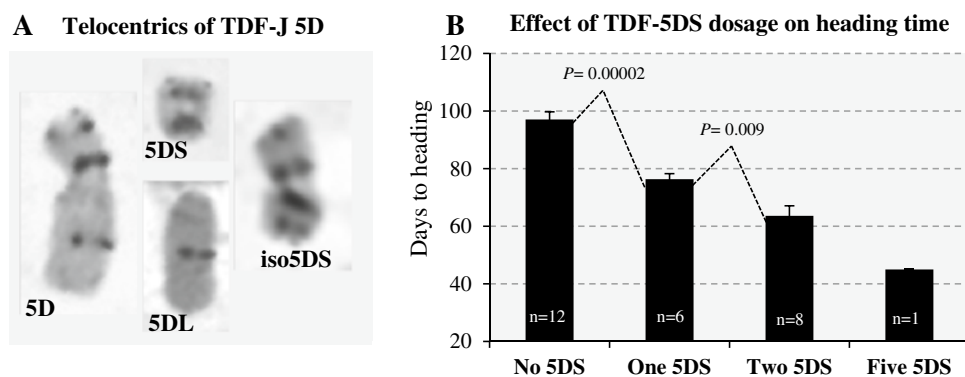 A Telocentrics of TDF-J 5D
5DS
iso5DS
5D
5DL
B Effect of TDF-5DS dosage on heading time
Days to heading
120
100
80
60
40
20
P= 0.00002
P= 0.009
n=12
n=6
n=8
n=1
No 5DS One 5DS Two 5DS Five 5DS